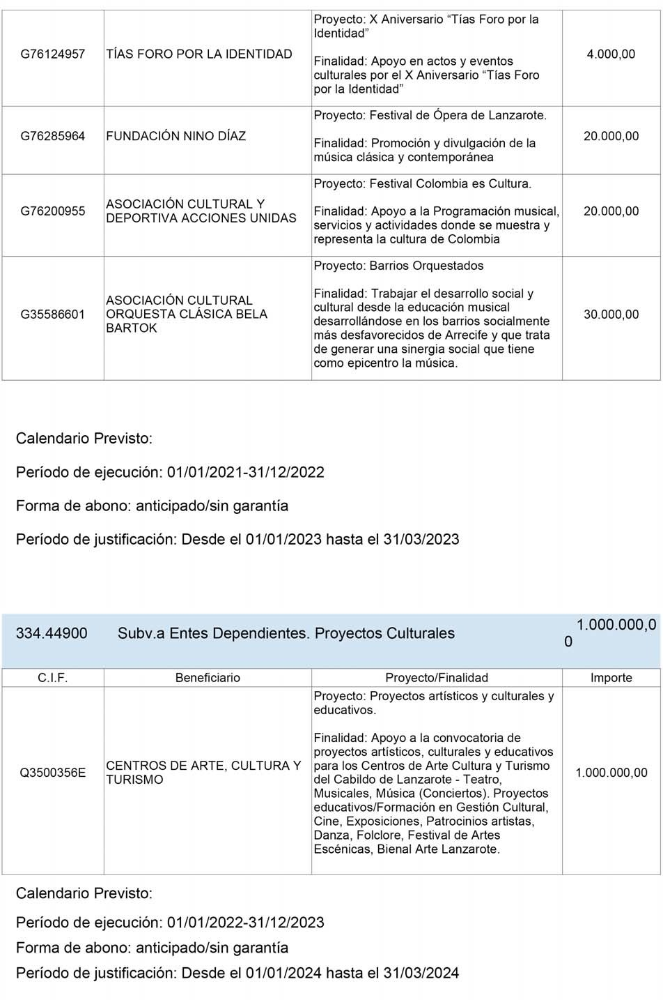 Proyecto: X Aniversario “Tías Foro por la
Identidad”
G76124957
TÍAS FORO POR LA IDENTIDAD
4.000,00
Finalidad: Apoyo en actos y eventos
culturales por el X Aniversario “Tías Foro
por la Identidad”
Proyecto: Festival de Ópera de Lanzarote.
G76285964
FUNDACIÓN NINO DÍAZ
20.000,00
Finalidad: Promoción y divulgación de la
música clásica y contemporánea
Proyecto: Festival Colombia es Cultura.
G76200955
ASOCIACIÓN CULTURAL Y
DEPORTIVA ACCIONES UNIDAS
20.000,00
Finalidad: Apoyo a la Programación musical,
servicios y actividades donde se muestra y
representa la cultura de Colombia
Proyecto: Barrios Orquestados
G35586601
ASOCIACIÓN CULTURAL
ORQUESTA CLÁSICA BELA
BARTOK
30.000,00
Finalidad: Trabajar el desarrollo social y
cultural desde la educación musical
desarrollándose en los barrios socialmente
más desfavorecidos de Arrecife y que trata
de generar una sinergia social que tiene
como epicentro la música.
Calendario Previsto:
Período de ejecución: 01/01/2021-31/12/2022
Forma de abono: anticipado/sin garantía
Período de justificación: Desde el 01/01/2023 hasta el 31/03/2023
334.44900
Subv.a Entes Dependientes. Proyectos Culturales
1.000.000,0
0
C.I.F.
Beneficiario
Proyecto/Finalidad
Importe
Proyecto: Proyectos artísticos y culturales y
educativos.
Q3500356E
CENTROS DE ARTE, CULTURA Y
TURISMO
1.000.000,00
Finalidad: Apoyo a la convocatoria de
proyectos artísticos, culturales y educativos
para los Centros de Arte Cultura y Turismo
del Cabildo de Lanzarote - Teatro,
Musicales, Música (Conciertos). Proyectos
educativos/Formación en Gestión Cultural,
Cine, Exposiciones, Patrocinios artistas,
Danza, Folclore, Festival de Artes
Escénicas, Bienal Arte Lanzarote.
Calendario Previsto:
Período de ejecución: 01/01/2022-31/12/2023
Forma de abono: anticipado/sin garantía
Período de justificación: Desde el 01/01/2024 hasta el 31/03/2024